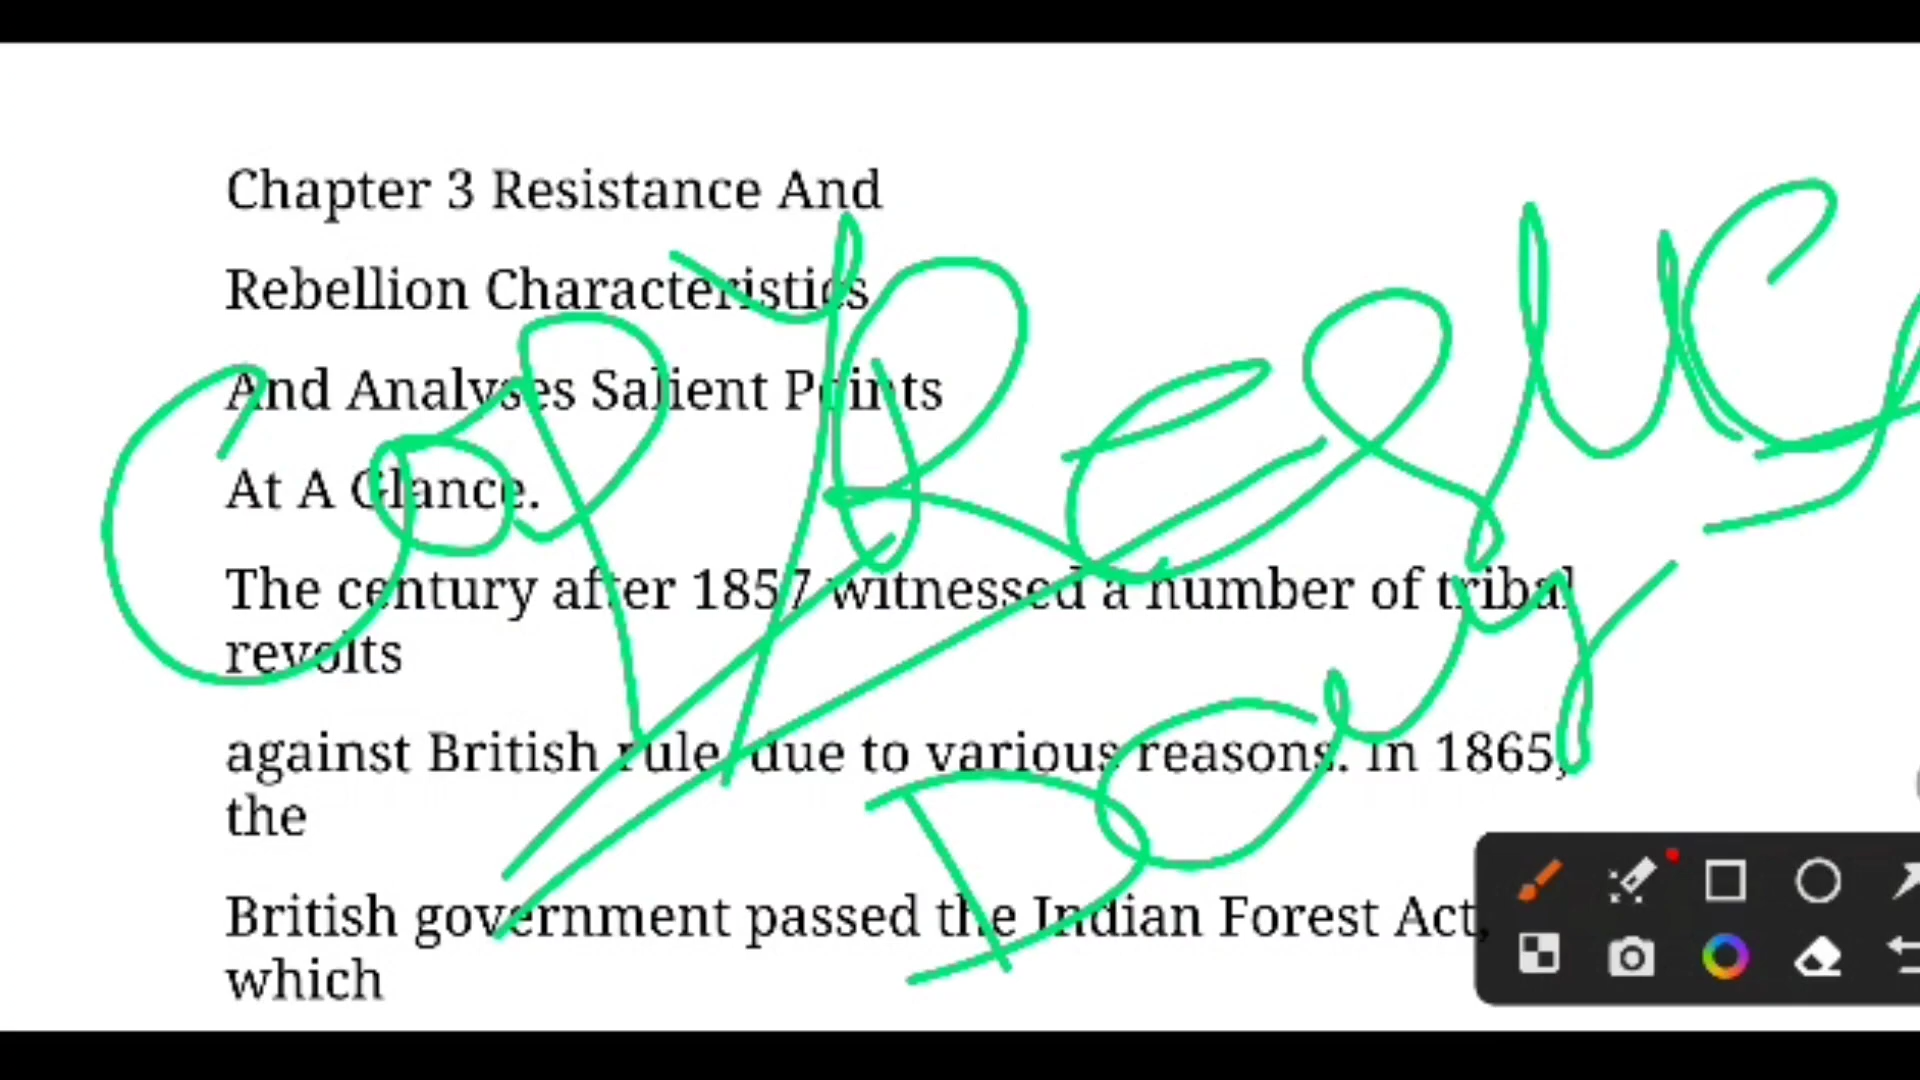 Chapter 3 Resistance And
Rebellion Characteristics
And Analyses Salient Points
At A Glance.
The century after 1857 witnessed a number of tribal
revolts
against British rule, due to various reasons. In 1865,
the
British government passed the Indian Forest Act,
which